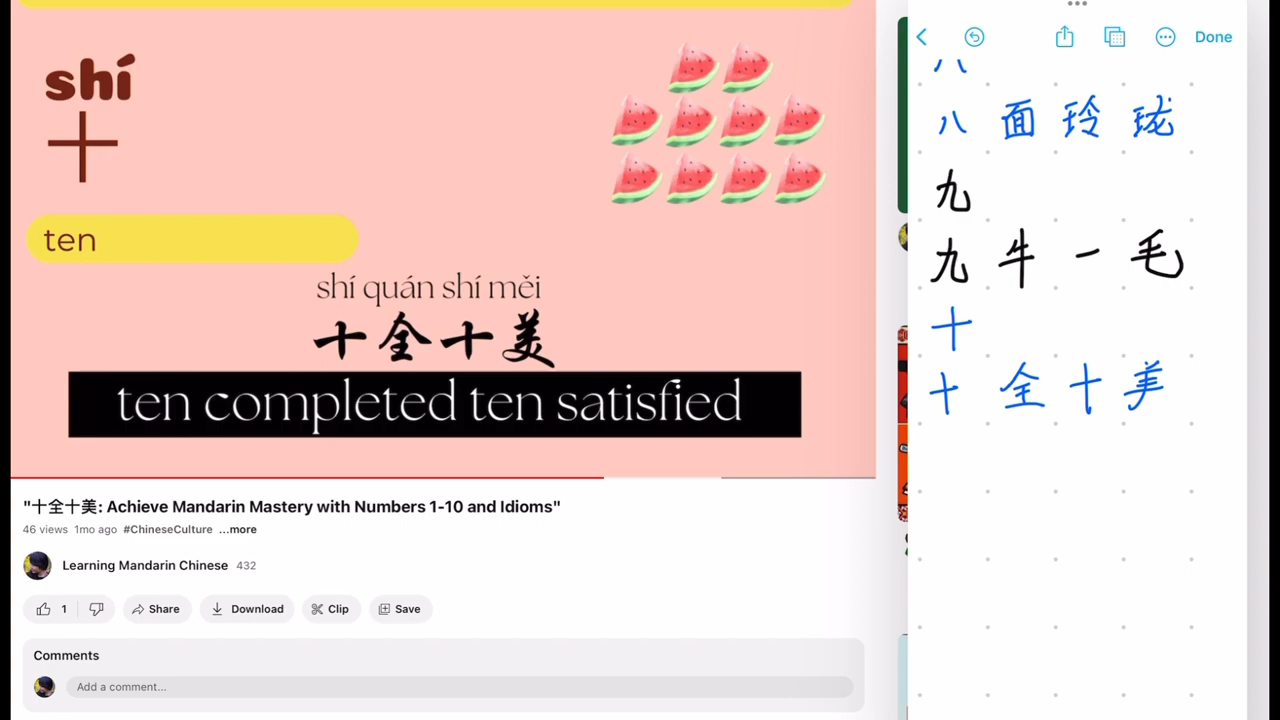 shí
十
ten
shí quán shí měi
十全十美
ten completed ten satisfied
"十全十美: Achieve Mandarin Mastery with Numbers 1-10 and Idioms"
46 views 1mo ago #ChineseCulture ...more
Learning Mandarin Chinese 432
1 Share Download Clip Save
Comments
Add a comment...
Done
八
八面玲珑
九
九牛一毛
十
十全十美